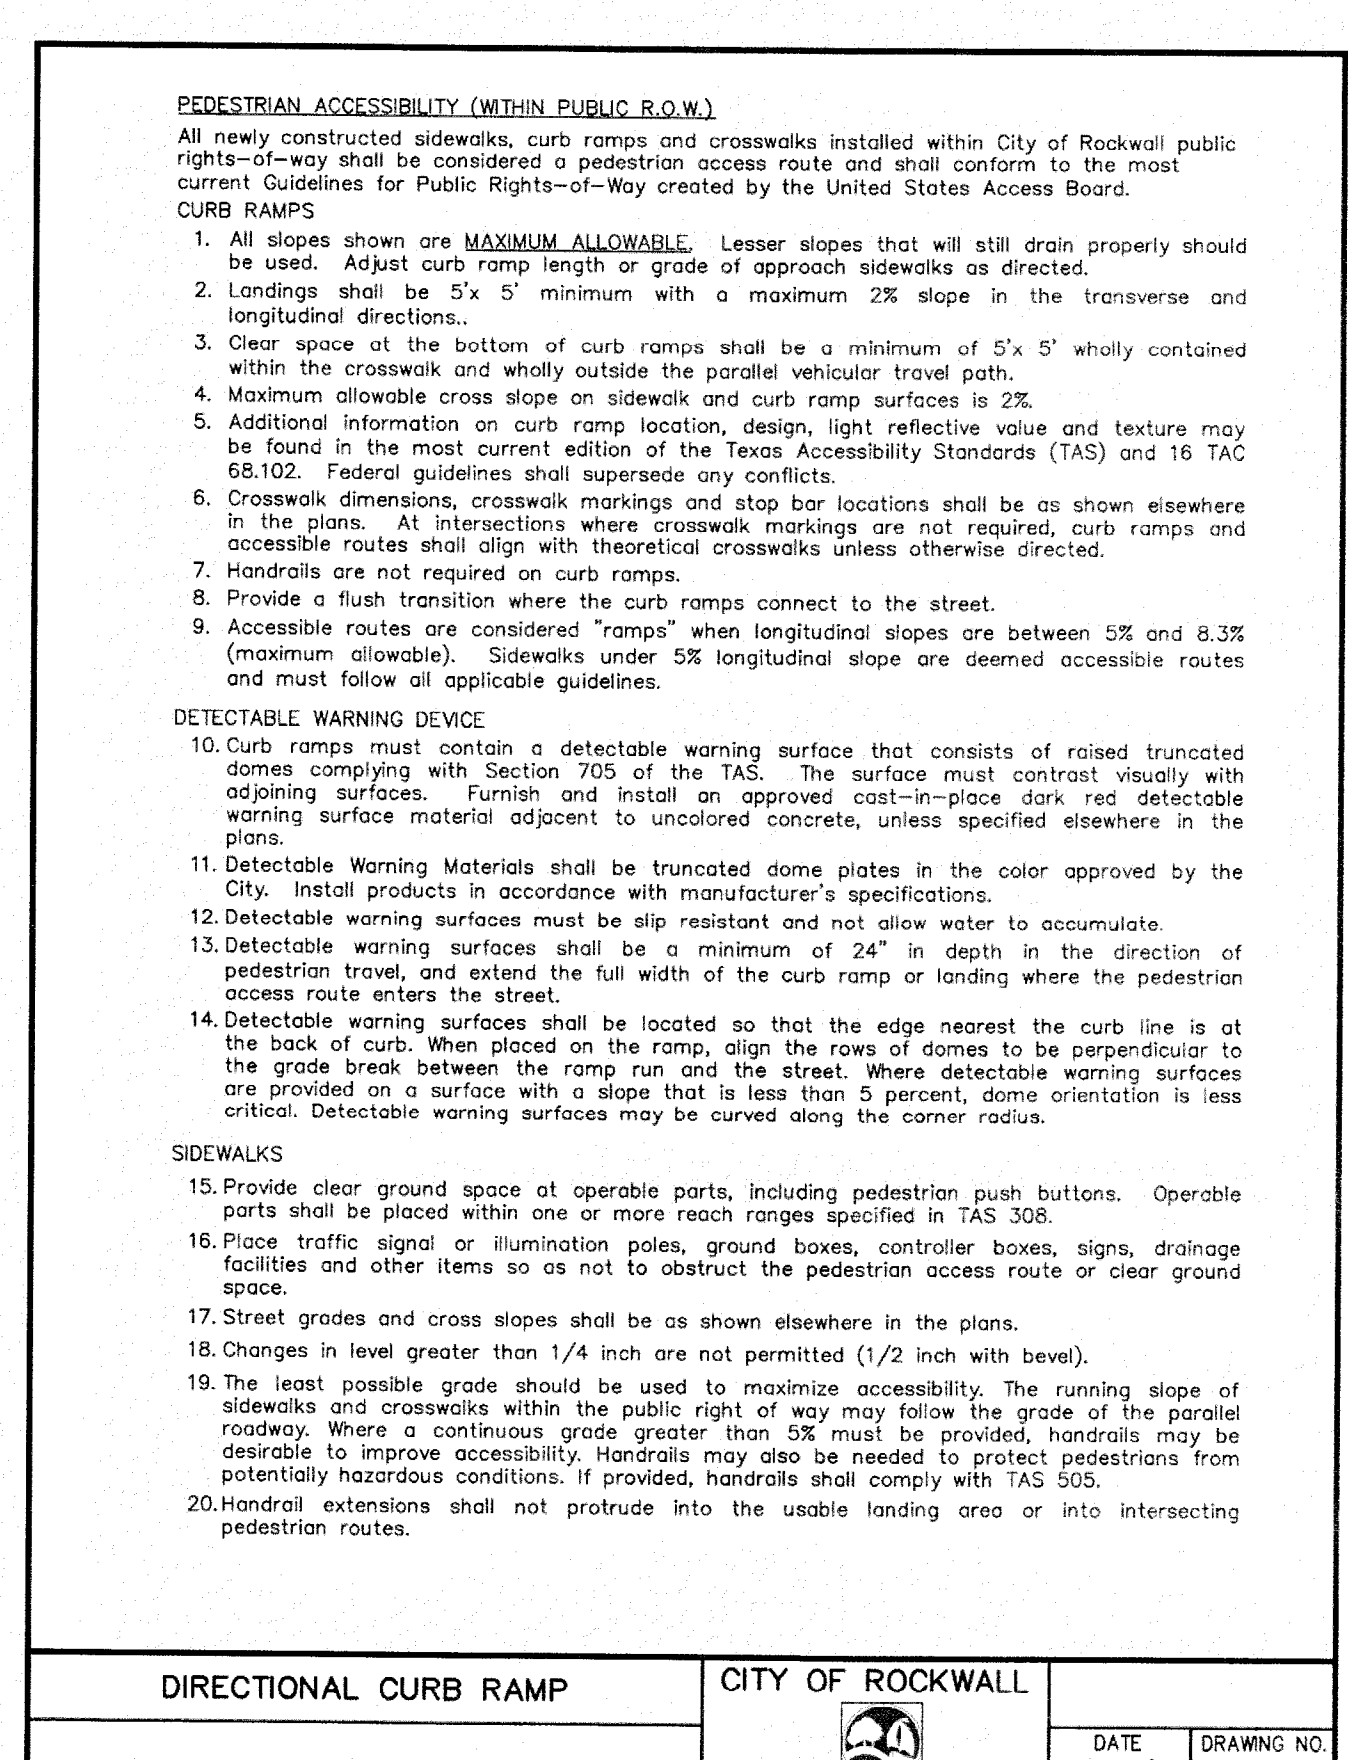 PEDESTRIAN ACCESSIBILITY (WITHIN PUBLIC R.O.W.)
All newly constructed sidewalks, curb ramps and crosswalks installed within City of Rockwall public
rights-of-way shall be considered a pedestrian access route and shall conform to the most
current Guidelines for Public Rights-of-Way created by the United States Access Board.
CURB RAMPS
1. All slopes shown are MAXIMUM ALLOWABLE. Lesser slopes that will still drain properly should
be used. Adjust curb ramp length or grade of approach sidewalks as directed.
2. Landings shall be 5'x 5' minimum with a maximum 2% slope in the transverse and
longitudinal directions..
3. Clear space at the bottom of curb ramps shall be a minimum of 5'x 5' wholly contained
within the crosswalk and wholly outside the parallel vehicular travel path.
4. Maximum allowable cross slope on sidewalk and curb ramp surfaces is 2%.
5. Additional information on curb ramp location, design, light reflective value and texture may
be found in the most current edition of the Texas Accessibility Standards (TAS) and 16 TAC
68.102. Federal guidelines shall supersede any conflicts.
6. Crosswalk dimensions, crosswalk markings and stop bar locations shall be as shown elsewhere
in the plans. At intersections where crosswalk markings are not required, curb ramps and
accessible routes shall align with theoretical crosswalks unless otherwise directed.
7. Handrails are not required on curb ramps.
8. Provide a flush transition where the curb ramps connect to the street.
9. Accessible routes are considered "ramps" when longitudinal slopes are between 5% and 8.3%
(maximum allowable). Sidewalks under 5% longitudinal slope are deemed accessible routes
and must follow all applicable guidelines.
DETECTABLE WARNING DEVICE
10. Curb ramps must contain a detectable warning surface that consists of raised truncated
domes complying with Section 705 of the TAS. The surface must contrast visually with
adjoining surfaces. Furnish and install an approved cast-in-place dark red detectable
warning surface material adjacent to uncolored concrete, unless specified elsewhere in the
plans.
11. Detectable Warning Materials shall be truncated dome plates in the color approved by the
City. Install products in accordance with manufacturer's specifications.
12. Detectable warning surfaces must be slip resistant and not allow water to accumulate.
13. Detectable warning surfaces shall be a minimum of 24" in depth in the direction of
pedestrian travel, and extend the full width of the curb ramp or landing where the pedestrian
access route enters the street.
14. Detectable warning surfaces shall be located so that the edge nearest the curb line is at
the back of curb. When placed on the ramp, align the rows of domes to be perpendicular to
the grade break between the ramp run and the street. Where detectable warning surfaces
are provided on a surface with a slope that is less than 5 percent, dome orientation is less
critical. Detectable warning surfaces may be curved along the corner radius.
SIDEWALKS
15. Provide clear ground space at operable parts, including pedestrian push buttons. Operable
parts shall be placed within one or more reach ranges specified in TAS 308.
16. Place traffic signal or illumination poles, ground boxes, controller boxes, signs, drainage
facilities and other items so as not to obstruct the pedestrian access route or clear ground
space.
17. Street grades and cross slopes shall be as shown elsewhere in the plans.
18. Changes in level greater than 1/4 inch are not permitted (1/2 inch with bevel).
19. The least possible grade should be used to maximize accessibility. The running slope of
sidewalks and crosswalks within the public right of way may follow the grade of the parallel
roadway. Where a continuous grade greater than 5% must be provided, handrails may be
desirable to improve accessibility. Handrails may also be needed to protect pedestrians from
potentially hazardous conditions. If provided, handrails shall comply with TAS 505.
20. Handrail extensions shall not protrude into the usable landing area or into intersecting
pedestrian routes.
DIRECTIONAL CURB RAMP
CITY OF ROCKWALL
DATE
DRAWING NO.